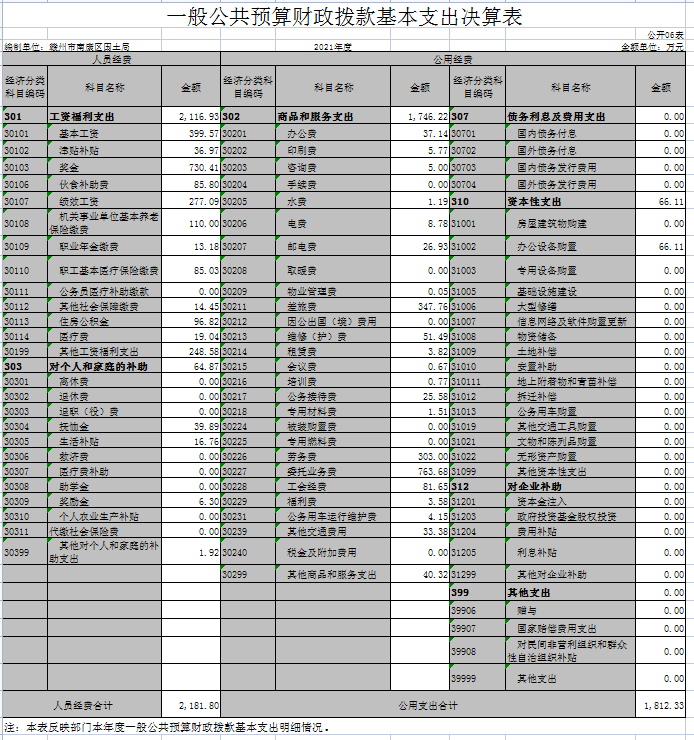 一般公共预算财政拨款基本支出决算表
公开06表
编制单位：赣州市南康区国土局 2021年度 金额单位：万元
人员经费 公用经费
经济分类科目编码 科目名称 金额 经济分类科目编码 科目名称 金额 经济分类科目编码 科目名称 金额
301 工资福利支出 2,116.93 302 商品和服务支出 1,746.22 307 债务利息及费用支出 0.00
30101 基本工资 399.57 30201 办公费 37.14 30701 国内债务付息 0.00
30102 津贴补贴 36.97 30202 印刷费 5.77 30702 国外债务付息 0.00
30103 奖金 730.41 30203 咨询费 5.00 30703 国内债务发行费用 0.00
30106 伙食补助费 85.80 30204 手续费 0.00 30704 国外债务发行费用 0.00
30107 绩效工资 277.09 30205 水费 1.19 310 资本性支出 66.11
30108 机关事业单位基本养老保险缴费 110.00 30206 电费 8.78 31001 房屋建筑物购建 0.00
30109 职业年金缴费 13.18 30207 邮电费 26.93 31002 办公设备购置 66.11
30110 职工基本医疗保险缴费 85.03 30208 取暖费 0.00 31003 专用设备购置 0.00
30111 公务员医疗补助缴款 0.00 30209 物业管理费 0.05 31005 基础设施建设 0.00
30112 其他社会保障缴费 14.45 30211 差旅费 347.76 31006 大型修缮 0.00
30113 住房公积金 96.82 30212 因公出国（境）费用 0.00 31007 信息网络及软件购置更新 0.00
30114 医疗费 19.04 30213 维修（护）费 51.49 31008 物资储备 0.00
30199 其他工资福利支出 248.58 30214 租赁费 3.82 31009 土地补偿 0.00
303 对个人和家庭的补助 64.87 30215 会议费 0.67 31010 安置补助 0.00
30301 离休费 0.00 30216 培训费 0.77 310111 地上附着物和青苗补偿 0.00
30302 退休费 0.00 30217 公务接待费 25.58 31012 拆迁补偿 0.00
30303 退职（役）费 0.00 30218 专用材料费 1.51 31013 公务用车购置 0.00
30304 抚恤金 39.89 30224 被装购置费 0.00 31019 其他交通工具购置 0.00
30305 生活补贴 16.76 30225 专用燃料费 0.00 31021 文物和陈列品购置 0.00
30306 救济费 0.00 30226 劳务费 303.00 31022 无形资产购置 0.00
30307 医疗费补助 0.00 30227 委托业务费 763.68 31099 其他资本性支出 0.00
30308 助学金 0.00 30228 工会经费 81.65 312 对企业补助 0.00
30309 奖励金 6.30 30229 福利费 3.58 31201 资本金注入 0.00
30310 个人农业生产补贴 0.00 30231 公务用车运行维护费 4.15 31203 政府投资基金股权投资 0.00
30311 代缴社会保险费 0.00 30239 其他交通费用 33.38 31204 费用补贴 0.00
30399 其他对个人和家庭的补助支出 1.92 30240 税金及附加费用 0.00 31205 利息补贴 0.00
30299 其他商品和服务支出 40.32 31299 其他对企业补助 0.00
399 其他支出 0.00
39906 赠与 0.00
39907 国家赔偿费用支出 0.00
39908 对民间非营利组织和群众性自治组织补贴 0.00
39999 其他支出 0.00
人员经费合计 2,181.80 公用支出合计 1,812.33
注：本表反映部门本年度一般公共预算财政拨款基本支出明细情况。